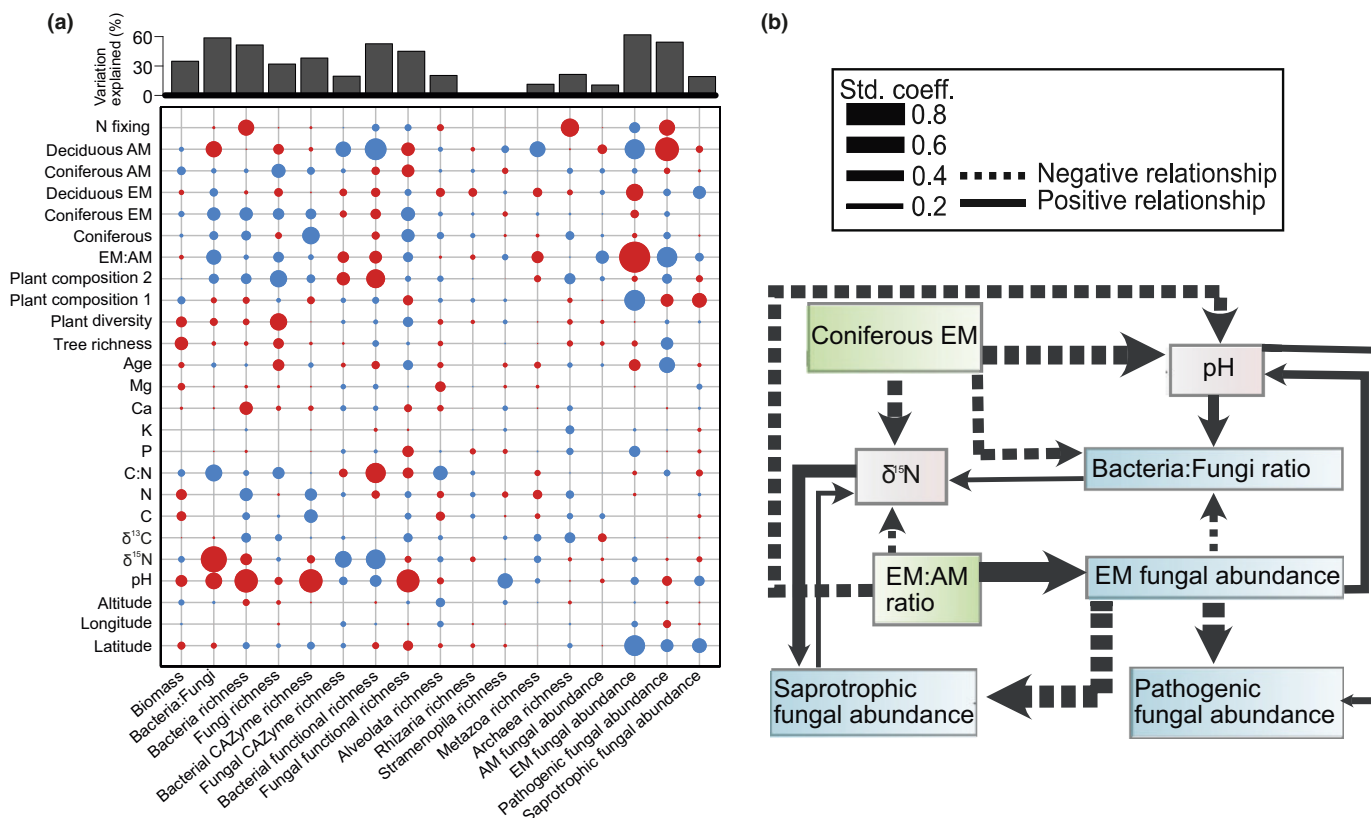 (a)
Variation
explained (%)
60
30
0
N fixing
Deciduous AM
Coniferous AM
Deciduous EM
Coniferous EM
Coniferous
EM:AM
Plant composition 2
Plant composition 1
Plant diversity
Tree richness
Age
Mg
Ca
K
P
C:N
N
C
δ¹³C
δ¹⁵N
pH
Altitude
Longitude
Latitude
Biomass
Bacteria:Fungi
Bacteria richness
Fungi richness
Bacterial CAZyme richness
Fungal CAZyme richness
Bacterial functional richness
Fungal functional richness
Alveolata richness
Rhizaria richness
Stramenopila richness
Metazoa richness
Archaea richness
AM fungal abundance
EM fungal abundance
Pathogenic fungal abundance
Saprotrophic fungal abundance
(b)
Std. coeff.
0.8
0.6
0.4
0.2
Negative relationship
Positive relationship
Coniferous EM
pH
δ¹⁵N
Bacteria:Fungi ratio
EM:AM
ratio
EM fungal abundance
Saprotrophic
fungal abundance
Pathogenic
fungal abundance